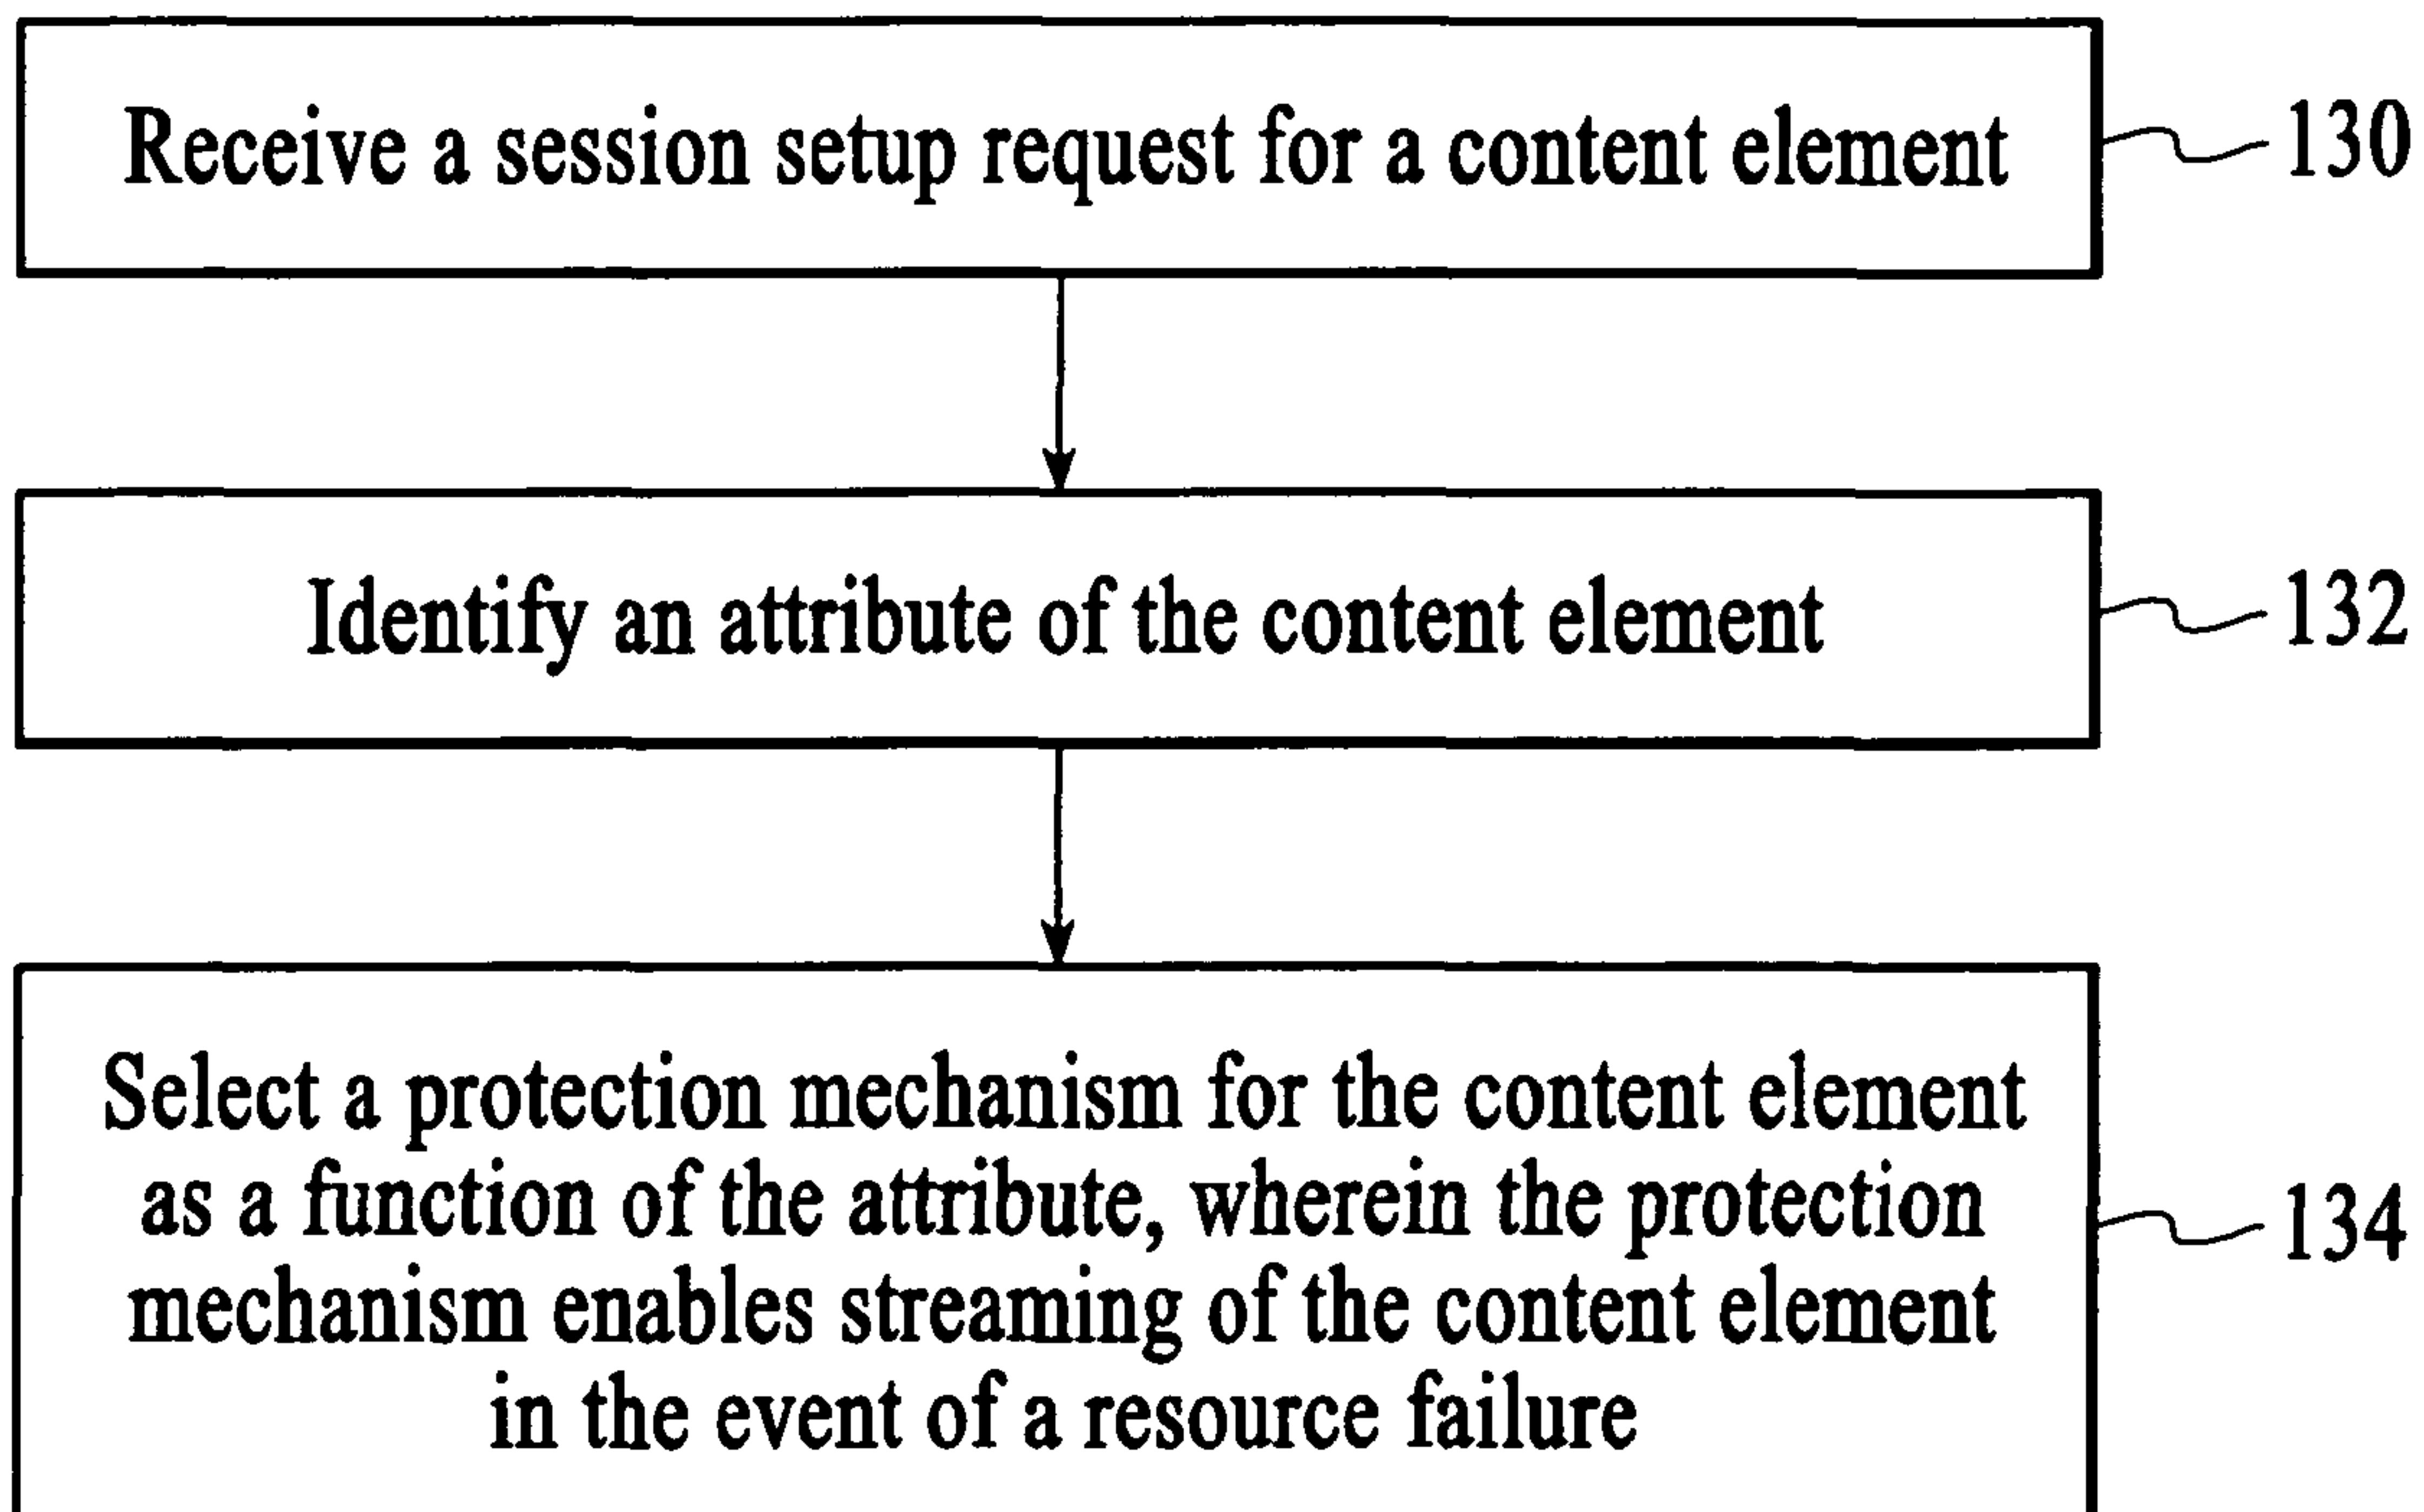 Receive a session setup request for a content element
130
Identify an attribute of the content element
132
Select a protection mechanism for the content element
as a function of the attribute, wherein the protection
mechanism enables streaming of the content element
in the event of a resource failure
134